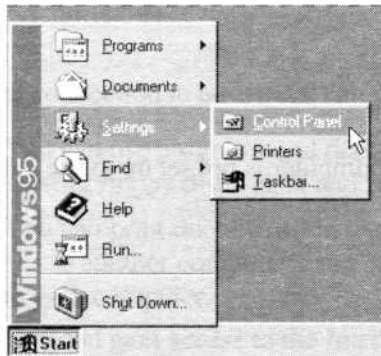 Programs
Documents
Settings
Control Panel
Printers
Taskbar...
Find
Help
Run...
Shut Down...
Windows95
Start